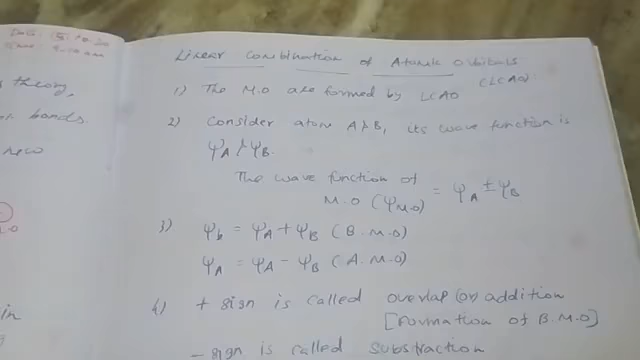 theory,
bonds.
new
in
Linear Combination of Atomic Orbitals
(LCAO)
1) The M.O are formed by LCAO
2) Consider atom A & B, its wave function is
ψA & ψB.
The wave function of
M.O (ψM.O) = ψA ± ψB
3) ψb = ψA + ψB (B.M.O)
ψA = ψA - ψB (A.M.O)
4) + sign is called overlap (or) addition
[Formation of B.M.O]
- sign is called substraction